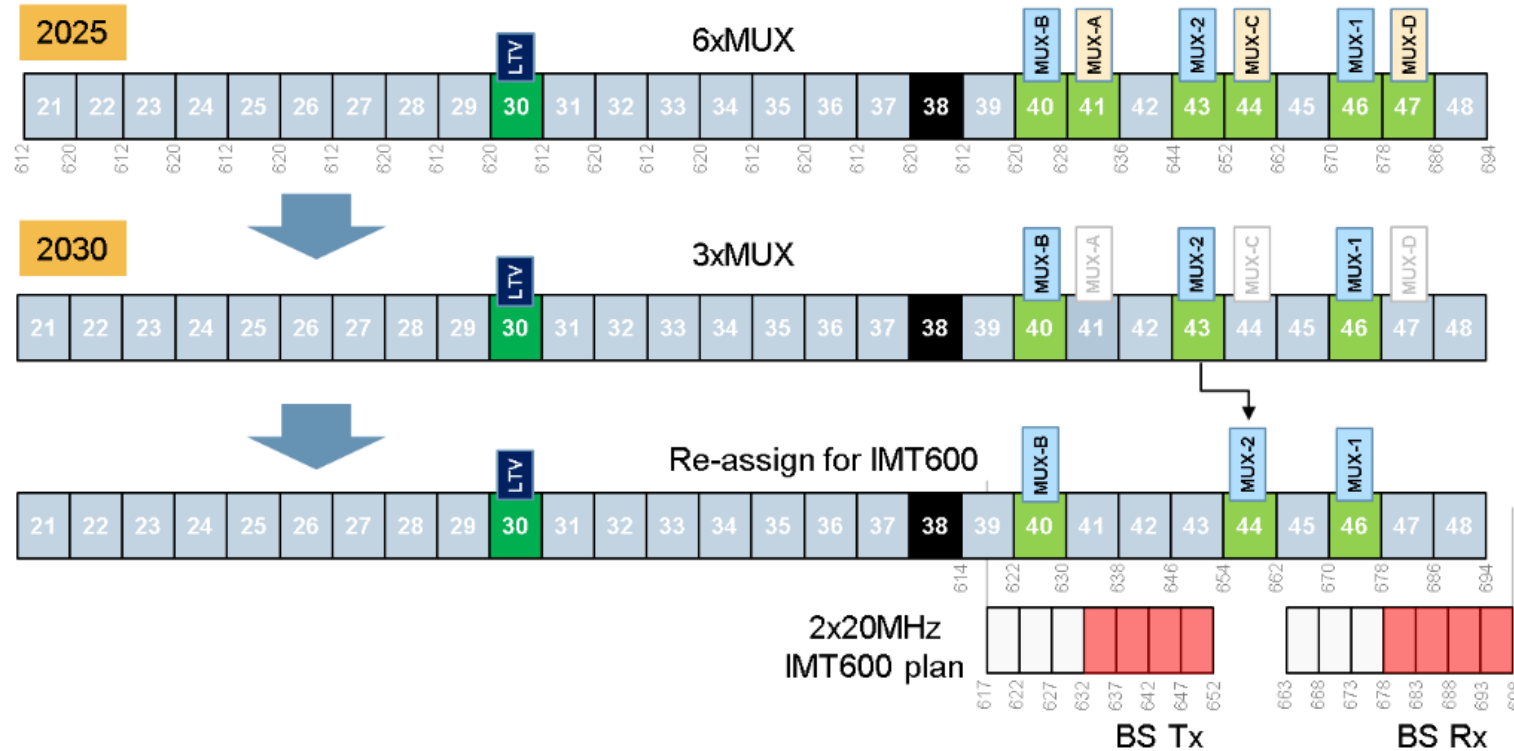 2025
6xMUX
LTV
MUX-B
MUX-A
MUX-2
MUX-C
MUX-1
MUX-D
21 22 23 24 25 26 27 28 29 30 31 32 33 34 35 36 37 38 39 40 41 42 43 44 45 46 47 48
612 620 612 620 612 620 612 620 612 620 612 620 612 620 612 620 612 620 612 620 628 636 644 652 662 670 678 686 694
2030
3xMUX
LTV
MUX-B
MUX-A
MUX-2
MUX-C
MUX-1
MUX-D
21 22 23 24 25 26 27 28 29 30 31 32 33 34 35 36 37 38 39 40 41 42 43 44 45 46 47 48
Re-assign for IMT600
LTV
MUX-B
MUX-2
MUX-1
21 22 23 24 25 26 27 28 29 30 31 32 33 34 35 36 37 38 39 40 41 42 43 44 45 46 47 48
614 622 630 638 646 654 662 670 678 686 694
2x20MHz
IMT600 plan
617 622 627 632 637 642 647 652
663 668 673 678 683 688 693 698
BS Tx
BS Rx